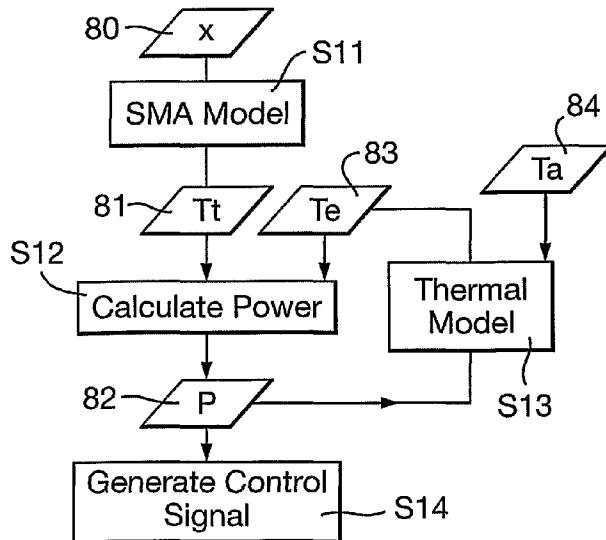 80
x
S11
SMA Model
84
83
Ta
81
Tt
Te
S12
Calculate Power
Thermal
Model
82
P
S13
Generate Control
Signal
S14